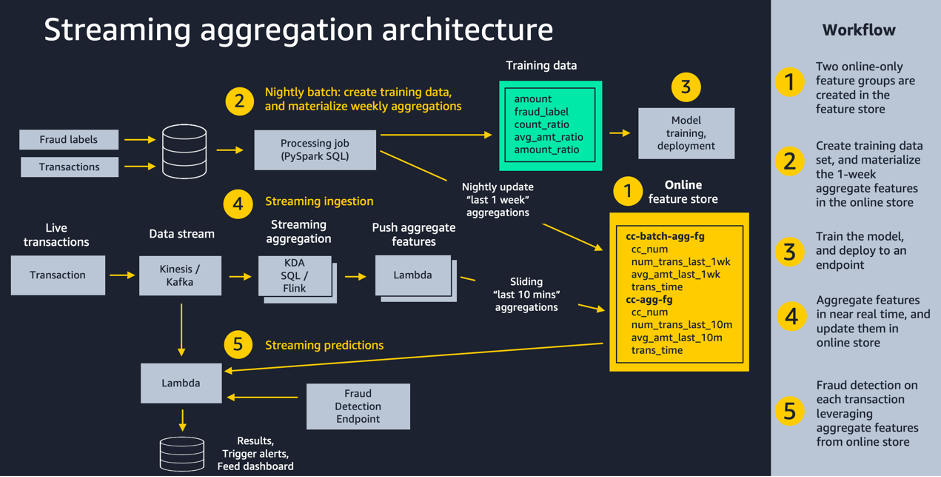 Streaming aggregation architecture
2
Nightly batch: create training data,
and materialize weekly aggregations
Fraud labels
Transactions
Processing job
(PySpark SQL)
Training data
amount
fraud_label
count_ratio
avg_amt_ratio
amount_ratio
3
Model
training,
deployment
Nightly update
“last 1 week”
aggregations
1
Online
feature store
cc-batch-agg-fg
cc_num
num_trans_last_1wk
avg_amt_last_1wk
trans_time
cc-agg-fg
cc_num
num_trans_last_10m
avg_amt_last_10m
trans_time
4
Streaming ingestion
Live
transactions
Transaction
Data stream
Kinesis /
Kafka
Streaming
aggregation
KDA
SQL /
Flink
Push aggregate
features
Lambda
Sliding
“last 10 mins”
aggregations
5
Streaming predictions
Lambda
Fraud
Detection
Endpoint
Results,
Trigger alerts,
Feed dashboard
Workflow
1
Two online-only
feature groups are
created in the
feature store
2
Create training data
set, and materialize
the 1-week
aggregate features
in the online store
3
Train the model,
and deploy to an
endpoint
4
Aggregate features
in near real time, and
update them in
online store
5
Fraud detection on
each transaction
leveraging
aggregate features
from online store